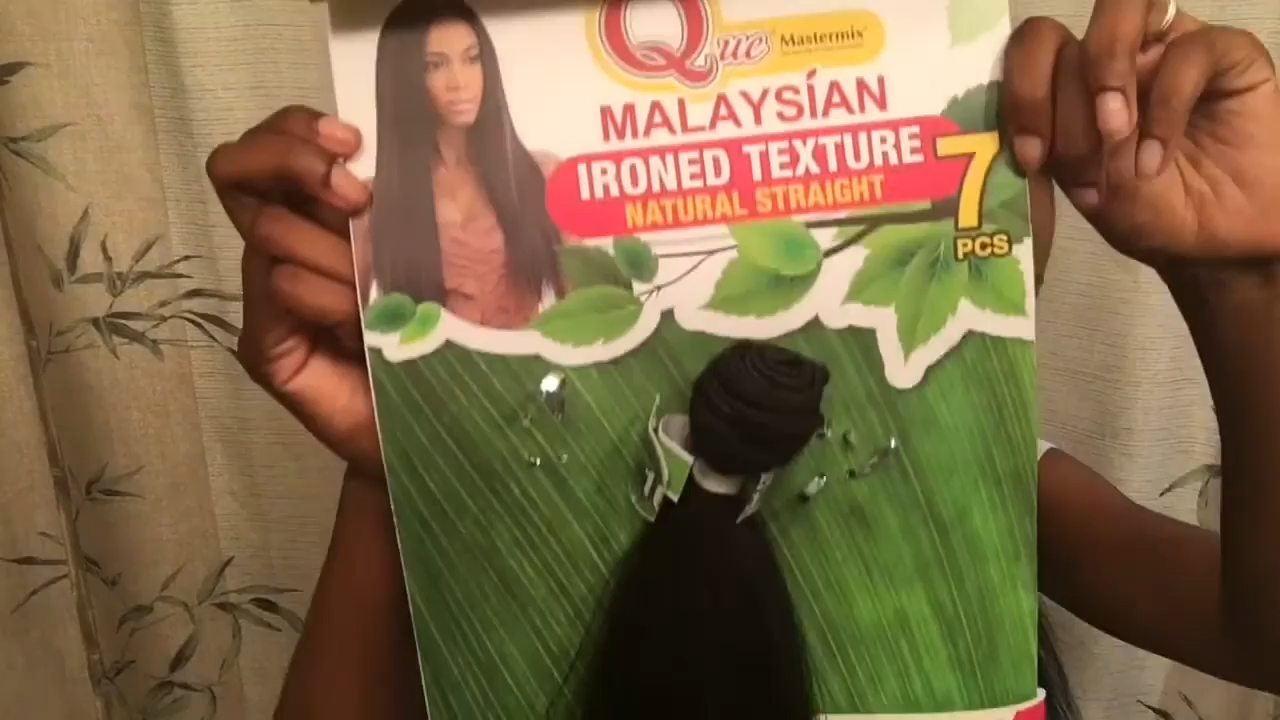 Que Mastermix
MALAYSÍAN
IRONED TEXTURE
NATURAL STRAIGHT
7
PCS